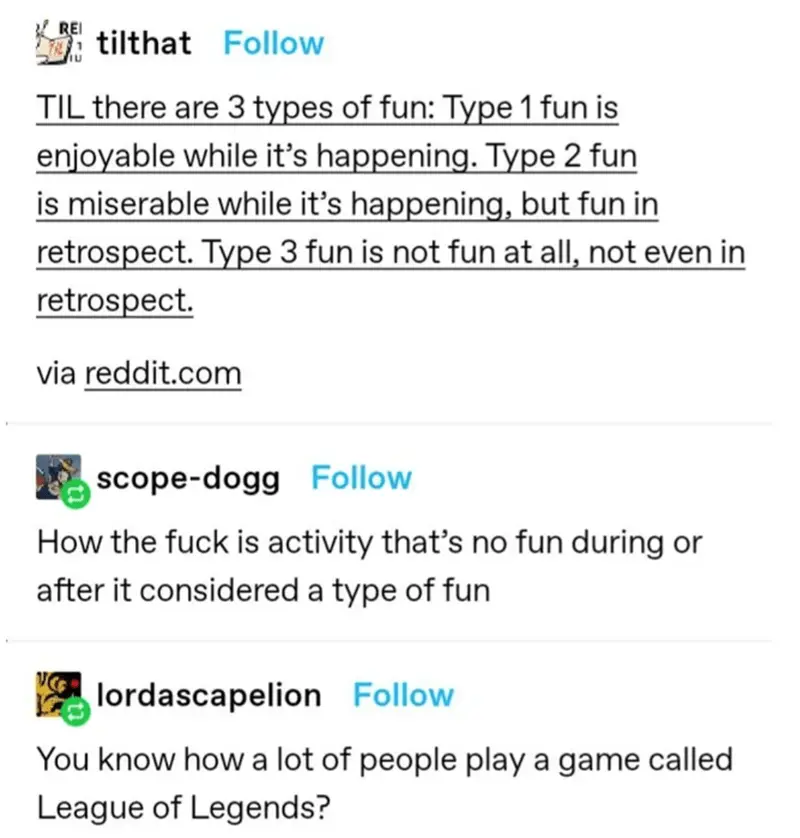 tilthat Follow
TIL there are 3 types of fun: Type 1 fun is
enjoyable while it's happening. Type 2 fun
is miserable while it's happening, but fun in
retrospect. Type 3 fun is not fun at all, not even in
retrospect.
via reddit.com
scope-dogg Follow
How the fuck is activity that's no fun during or
after it considered a type of fun
lordascapelion Follow
You know how a lot of people play a game called
League of Legends?